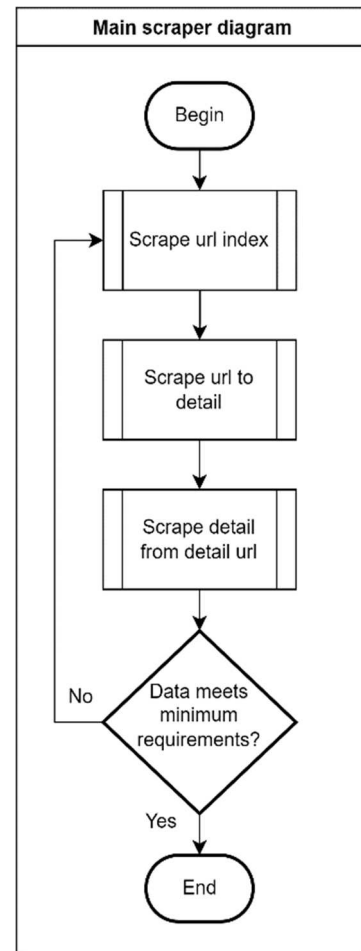 Main scraper diagram
Begin
Scrape url index
Scrape url to
detail
Scrape detail
from detail url
Data meets
minimum
requirements?
No
Yes
End